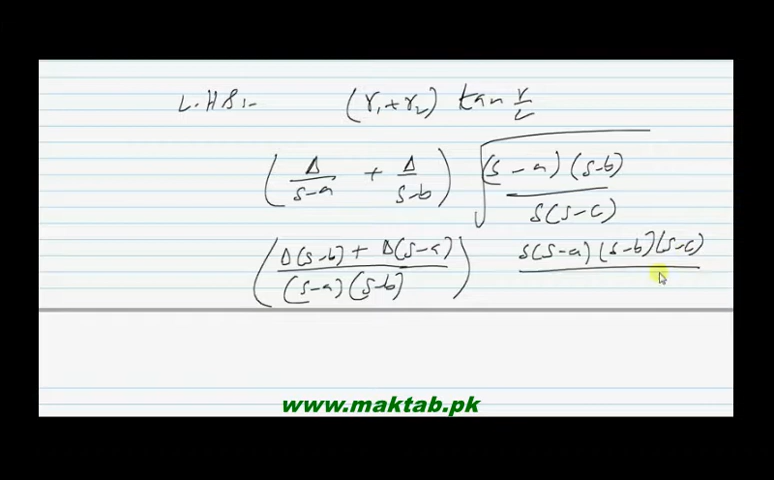 L.H.S:- (r₁+r₂) tan γ/2
(Δ/(s-a) + Δ/(s-b)) √((s-a)(s-b)/(s(s-c)))
((Δ(s-b) + Δ(s-a))/((s-a)(s-b))) s(s-a)(s-b)(s-c)
www.maktab.pk